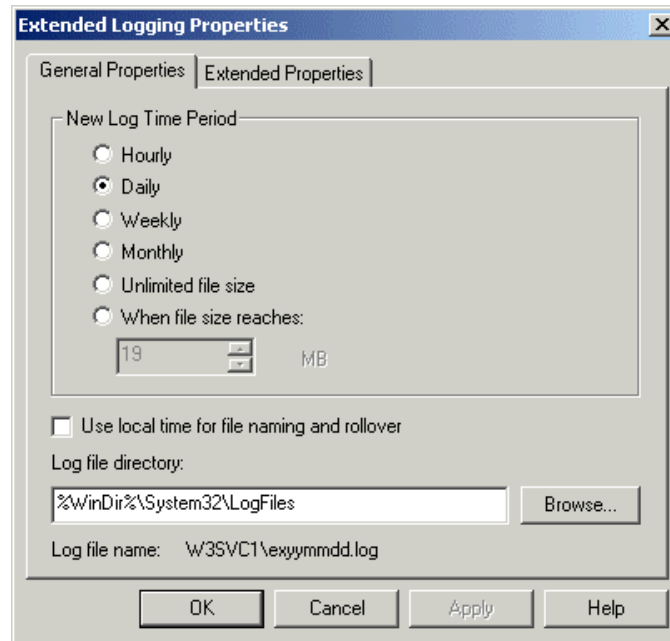 Extended Logging Properties
General Properties
Extended Properties
New Log Time Period
Hourly
Daily
Weekly
Monthly
Unlimited file size
When file size reaches:
19 MB
Use local time for file naming and rollover
Log file directory:
%WinDir%\System32\LogFiles Browse...
Log file name: W3SVC1\exyymmdd.log
OK Cancel Apply Help